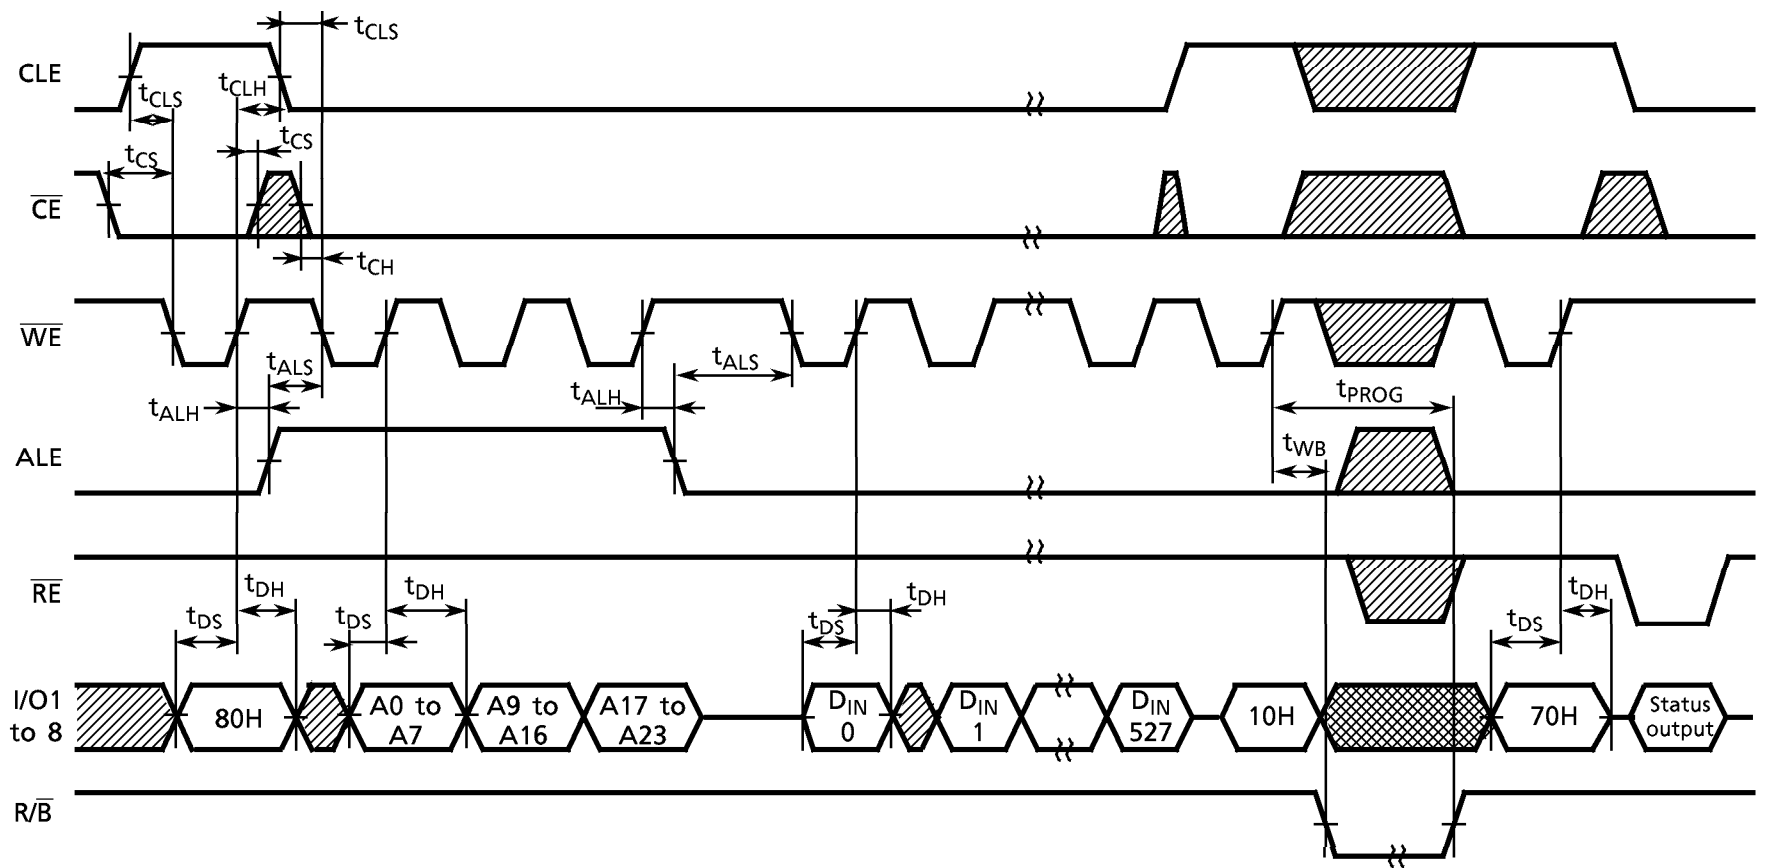 tCLS
CLE
tCLS
tCLH
tCS
tCS
CE
tCH
WE
tALS
tALS
tALH
tALH
tPROG
tWB
ALE
RE
tDH
tDH
tDH
tDH
tDS
tDS
tDS
tDS
I/O1
to 8
80H
A0 to
A7
A9 to
A16
A17 to
A23
DIN
0
DIN
1
DIN
527
10H
70H
Status
output
R/B